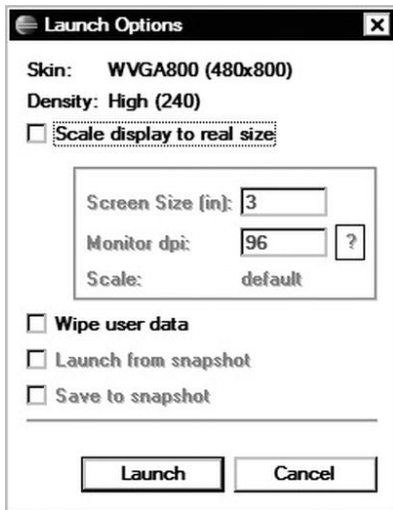 Launch Options
Skin: WVGA800 (480x800)
Density: High (240)
Scale display to real size
Screen Size (in): 3
Monitor dpi: 96 ?
Scale: default
Wipe user data
Launch from snapshot
Save to snapshot
Launch Cancel